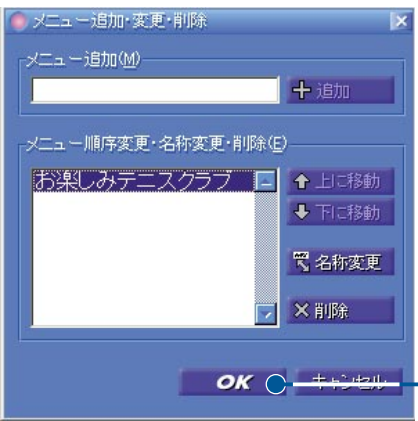 メニュー追加・変更・削除
メニュー追加(M)
追加
メニュー順序変更・名称変更・削除(E)
お楽しみテニスクラブ
上に移動
下に移動
名称変更
削除
OK
キャンセル